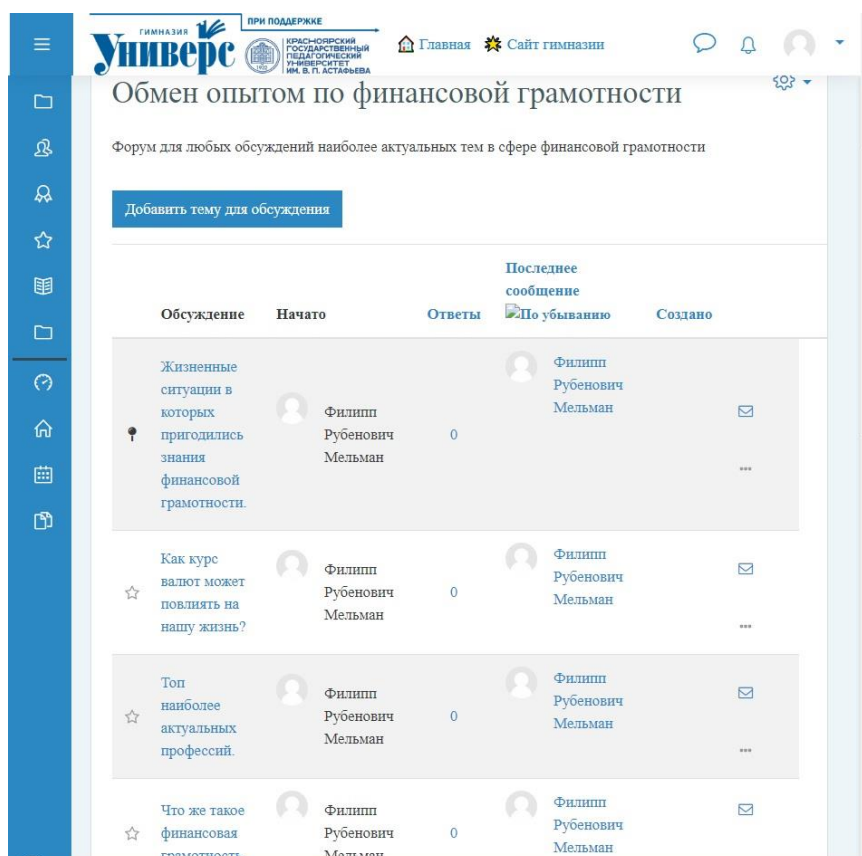 ГИМНАЗИЯ
Универс
ПРИ ПОДДЕРЖКЕ
КРАСНОЯРСКИЙ
ГОСУДАРСТВЕННЫЙ
ПЕДАГОГИЧЕСКИЙ
УНИВЕРСИТЕТ
ИМ. В. П. АСТАФЬЕВА
Главная Сайт гимназии
Обмен опытом по финансовой грамотности
Форум для любых обсуждений наиболее актуальных тем в сфере финансовой грамотности
Добавить тему для обсуждения
Обсуждение Начато Ответы Последнее
сообщение
По убыванию Создано
Жизненные
ситуации в
которых
пригодились
знания
финансовой
грамотности.
Филипп
Рубенович
Мельман
0
Филипп
Рубенович
Мельман
Как курс
валют может
повлиять на
нашу жизнь?
Филипп
Рубенович
Мельман
0
Филипп
Рубенович
Мельман
Топ
наиболее
актуальных
профессий.
Филипп
Рубенович
Мельман
0
Филипп
Рубенович
Мельман
Что же такое
финансовая
грамотность
Филипп
Рубенович
Мельман
0
Филипп
Рубенович
Мельман